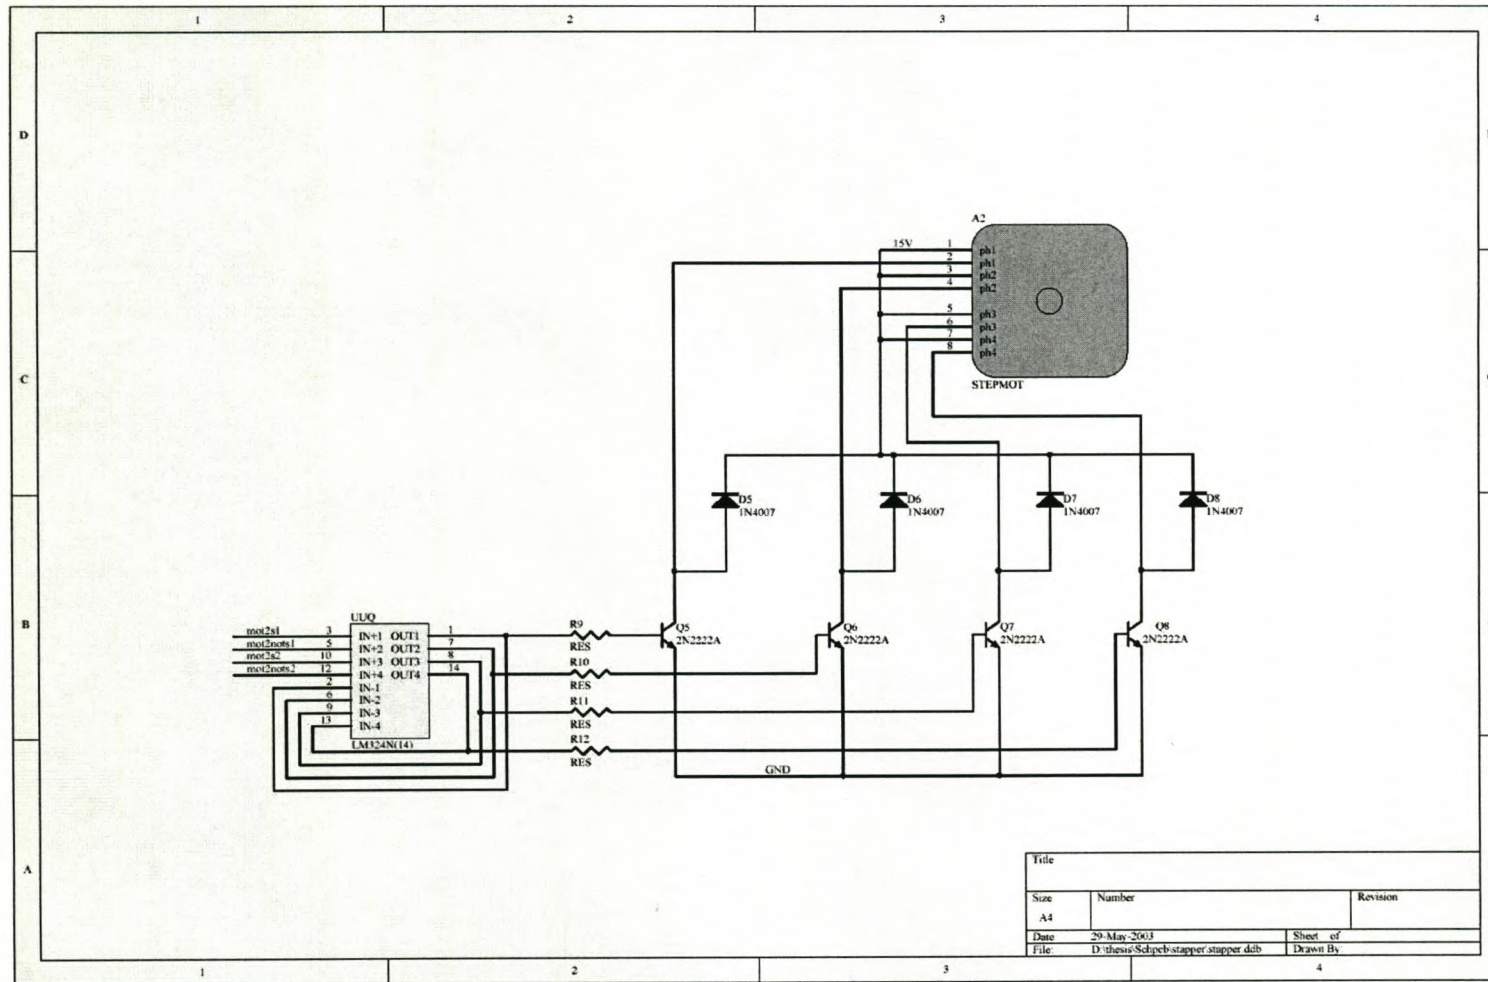 1 2 3 4
D
C
B
A
A2
15V
1 ph1
2 ph1
3 ph2
4 ph2
5 ph3
6 ph3
7 ph4
8 ph4
STEPMOT
D5
1N4007
D6
1N4007
D7
1N4007
D8
1N4007
UUQ
mot2s1 3 IN+1 OUT1 1
mot2nots1 5 IN+2 OUT2 7
mot2s2 10 IN+3 OUT3 8
mot2nots2 12 IN+4 OUT4 14
2 IN-1
6 IN-2
9 IN-3
13 IN-4
LM324N(14)
R9
RES
R10
RES
R11
RES
R12
RES
Q5
2N2222A
Q6
2N2222A
Q7
2N2222A
Q8
2N2222A
GND
Title
Size Number Revision
A4
Date 29-May-2003 Sheet of
File: D:\thesis\Schpcb\stapper\stapper.ddb Drawn By:
1 2 3 4